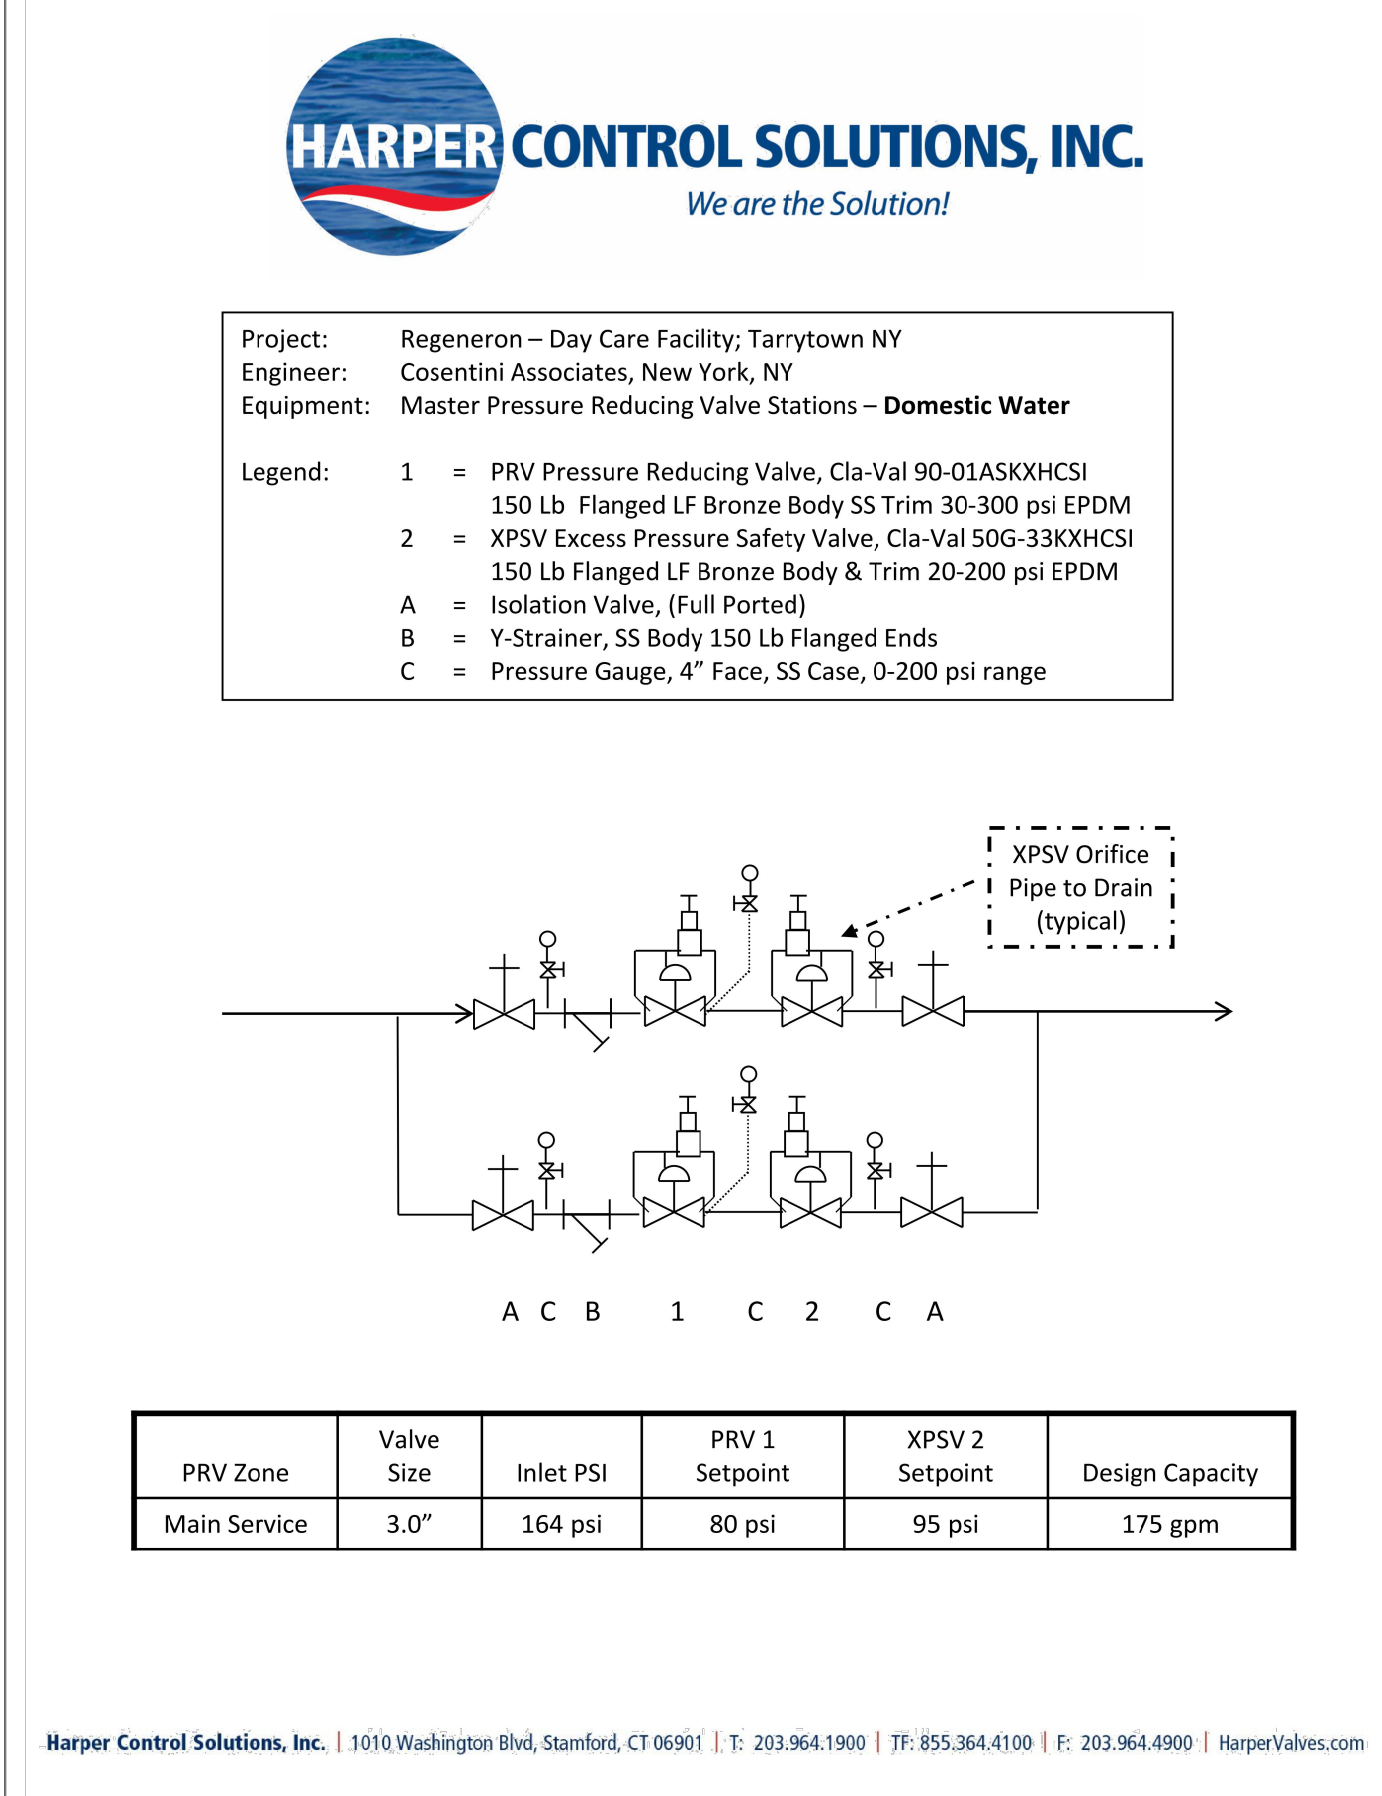 HARPER CONTROL SOLUTIONS, INC.
We are the Solution!
Project: Regeneron – Day Care Facility; Tarrytown NY
Engineer: Cosentini Associates, New York, NY
Equipment: Master Pressure Reducing Valve Stations – Domestic Water
Legend: 1 = PRV Pressure Reducing Valve, Cla-Val 90-01ASKXHCSI
150 Lb Flanged LF Bronze Body SS Trim 30-300 psi EPDM
2 = XPSV Excess Pressure Safety Valve, Cla-Val 50G-33KXHCSI
150 Lb Flanged LF Bronze Body & Trim 20-200 psi EPDM
A = Isolation Valve, (Full Ported)
B = Y-Strainer, SS Body 150 Lb Flanged Ends
C = Pressure Gauge, 4” Face, SS Case, 0-200 psi range
XPSV Orifice
Pipe to Drain
(typical)
A C B 1 C 2 C A
Valve PRV 1 XPSV 2
PRV Zone Size Inlet PSI Setpoint Setpoint Design Capacity
Main Service 3.0” 164 psi 80 psi 95 psi 175 gpm
Harper Control Solutions, Inc. | 1010 Washington Blvd, Stamford, CT 06901 | T: 203.964.1900 | TF: 855.364.4100 | F: 203.964.4900 | HarperValves.com